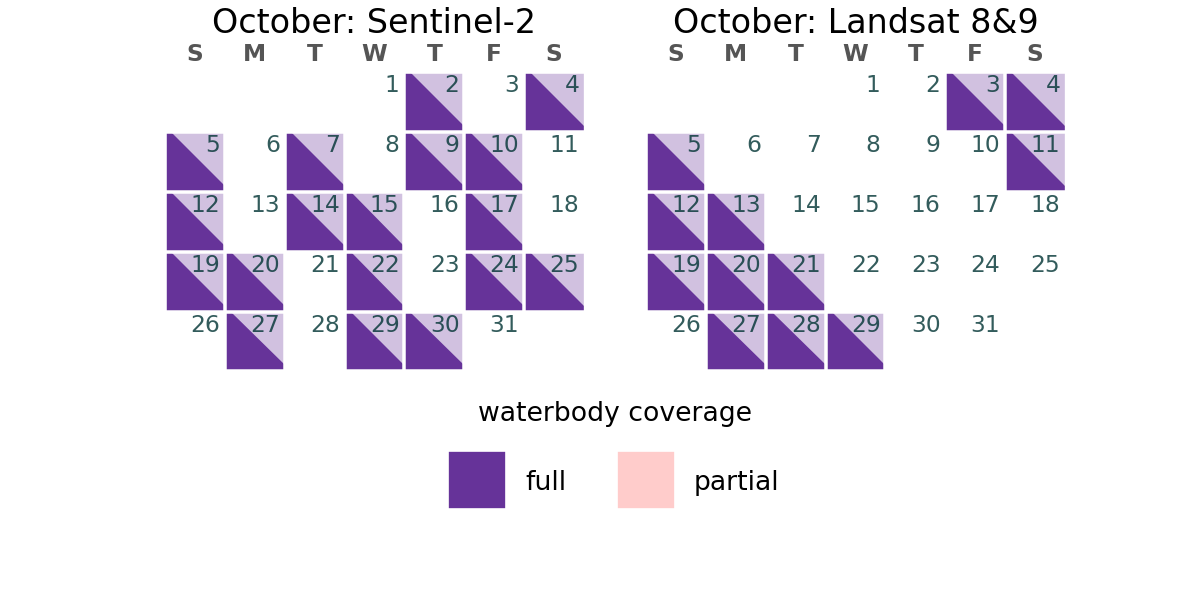 October: Sentinel-2
S M T W T F S
1 2 3 4
5 6 7 8 9 10 11
12 13 14 15 16 17 18
19 20 21 22 23 24 25
26 27 28 29 30 31
October: Landsat 8&9
S M T W T F S
1 2 3 4
5 6 7 8 9 10 11
12 13 14 15 16 17 18
19 20 21 22 23 24 25
26 27 28 29 30 31
waterbody coverage
full partial